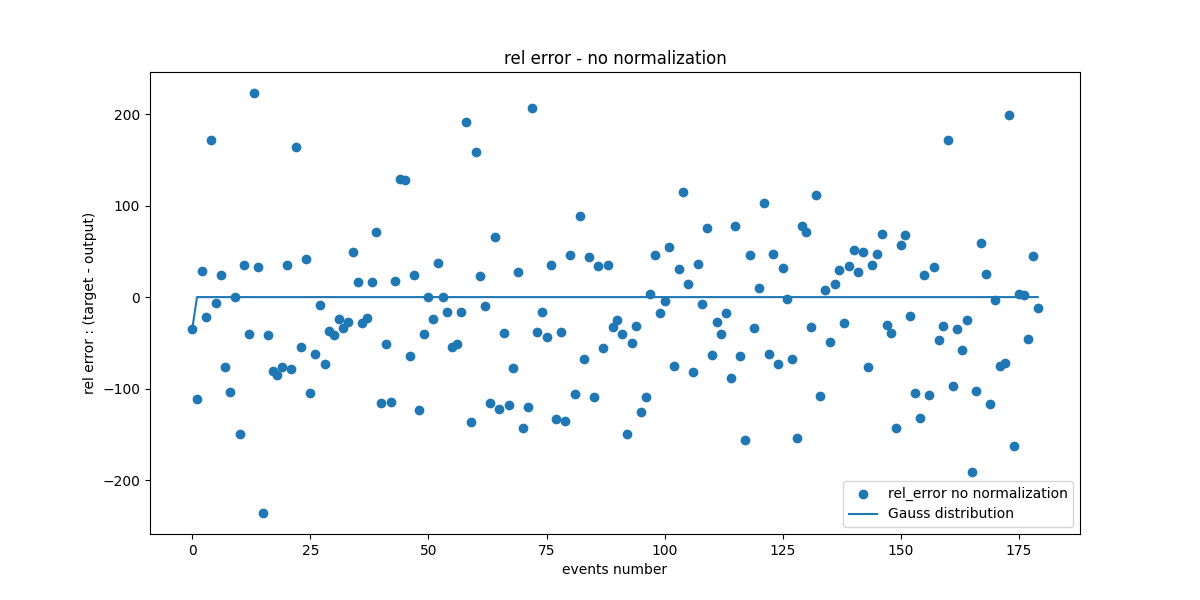 rel error - no normalization
rel error : (target - output)
200
100
0
−100
−200
0
25
50
75
100
125
150
175
events number
rel_error no normalization
Gauss distribution